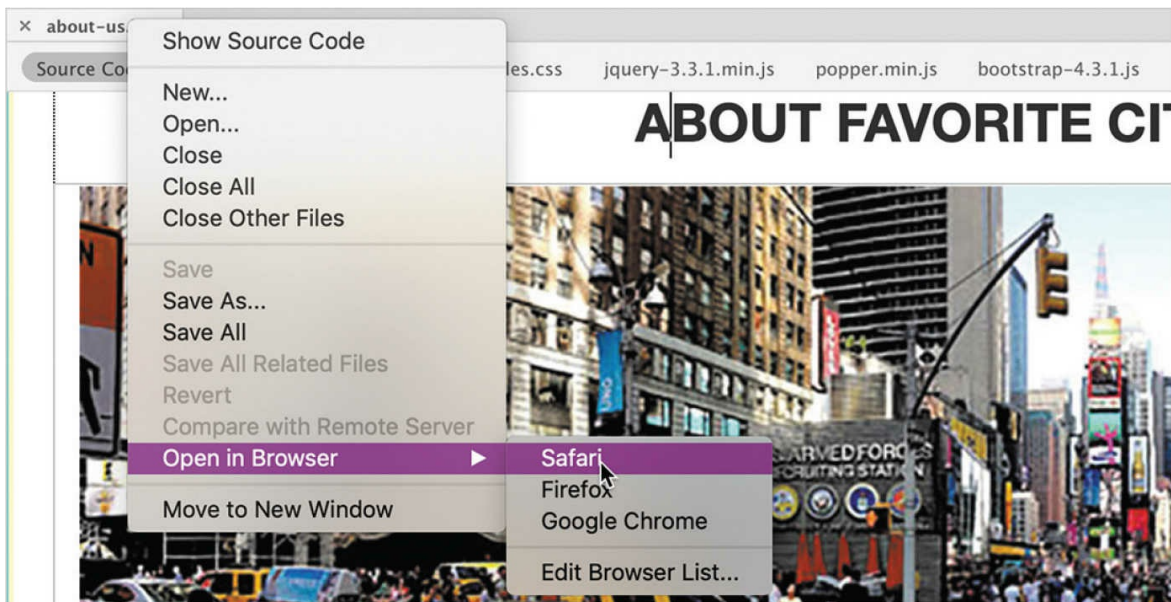 × about-us.
Source Co
les.css
jquery-3.3.1.min.js
popper.min.js
bootstrap-4.3.1.js
Show Source Code
New...
Open...
Close
Close All
Close Other Files
Save
Save As...
Save All
Save All Related Files
Revert
Compare with Remote Server
Open in Browser
Move to New Window
Safari
Firefox
Google Chrome
Edit Browser List...
ABOUT FAVORITE CIT
N
UNO
ARMED FORCES
RECRUITING STATION